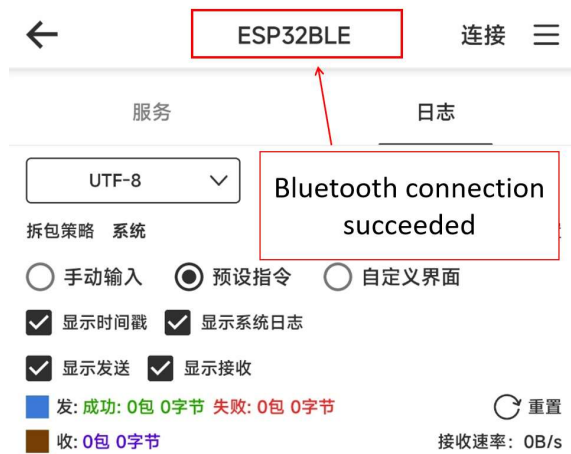 ESP32BLE 连接
服务 日志
UTF-8
Bluetooth connection
succeeded
拆包策略 系统
手动输入 预设指令 自定义界面
显示时间戳 显示系统日志
显示发送 显示接收
发: 成功: 0包 0字节 失败: 0包 0字节 重置
收: 0包 0字节 接收速率: 0B/s